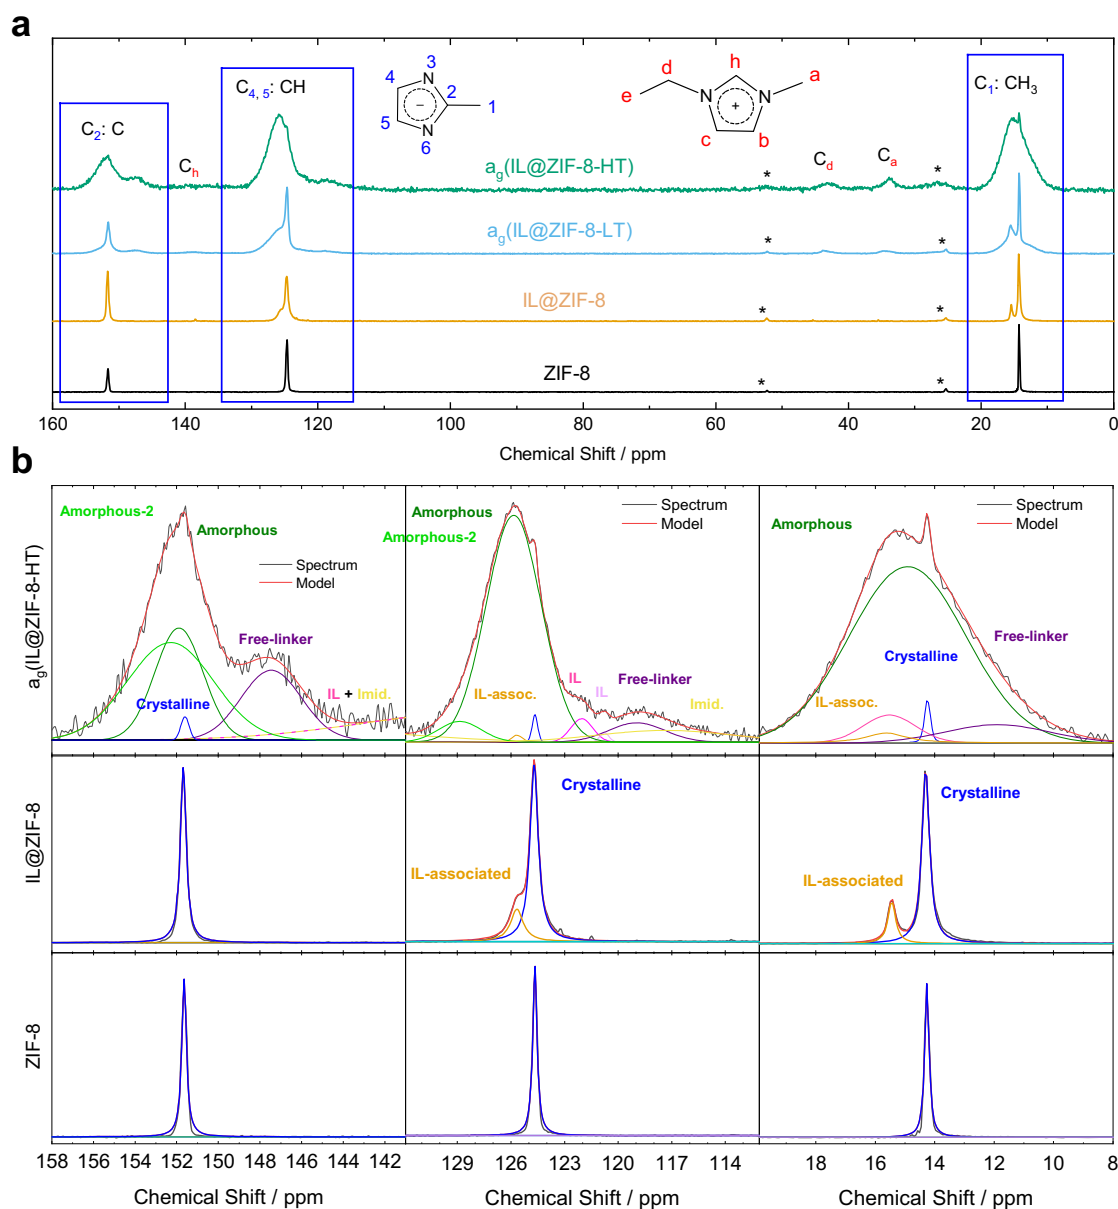 a
C4, 5: CH
C1: CH3
C2: C
Ch
3
N
4
2
1
5
N
6
−
d
h
a
e
N
N
+
c
b
ag(IL@ZIF-8-HT)
*
Cd
Ca
*
ag(IL@ZIF-8-LT)
*
*
IL@ZIF-8
*
*
ZIF-8
*
*
160 140 120 100 80 60 40 20 0
Chemical Shift / ppm
b
ag(IL@ZIF-8-HT)
Amorphous-2
Amorphous
Spectrum
Model
Free-linker
Crystalline
IL + Imid.
Amorphous
Amorphous-2
Spectrum
Model
IL-assoc.
IL
IL
Free-linker
Imid.
Spectrum
Model
Amorphous
Free-linker
Crystalline
IL-assoc.
IL@ZIF-8
Crystalline
IL-associated
Crystalline
IL-associated
ZIF-8
158 156 154 152 150 148 146 144 142
129 126 123 120 117 114
18 16 14 12 10 8
Chemical Shift / ppm
Chemical Shift / ppm
Chemical Shift / ppm